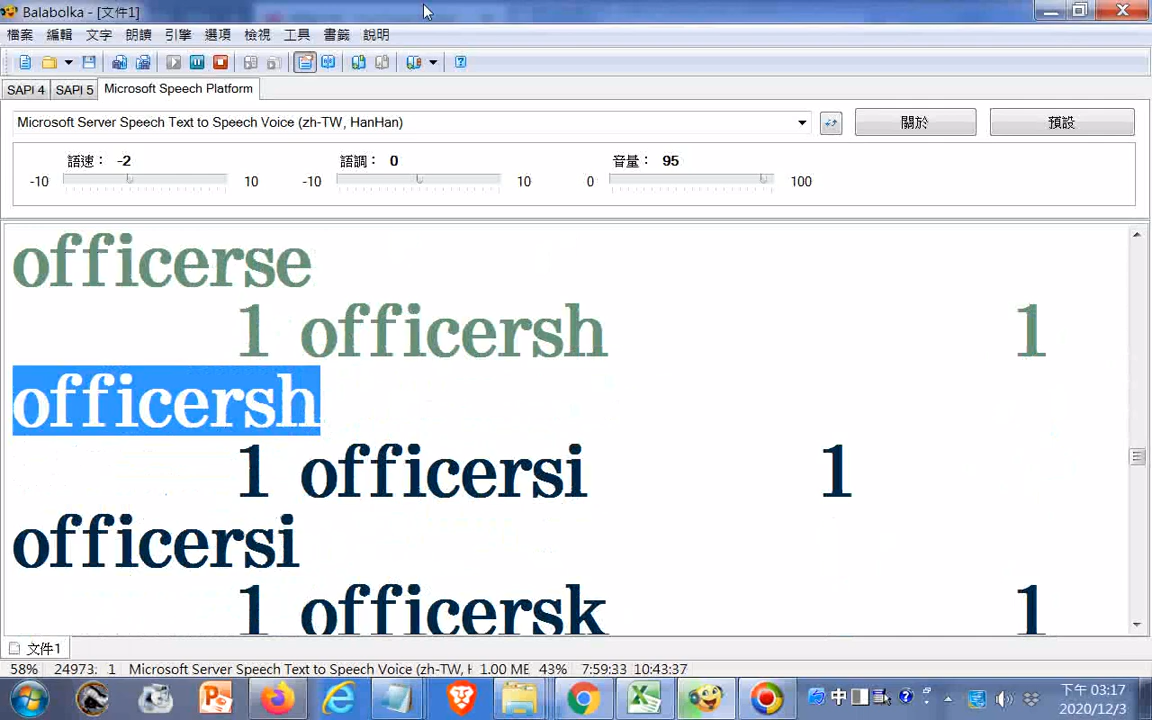 Balabolka - [文件1]
檔案 編輯 文字 朗讀 引擎 選項 檢視 工具 書籤 說明
SAPI 4 SAPI 5 Microsoft Speech Platform
Microsoft Server Speech Text to Speech Voice (zh-TW, HanHan) 關於 預設
語速： -2 語調： 0 音量： 95
-10 10 -10 10 0 100
officerse
1 officersh 1
officersh
1 officersi 1
officersi
1 officersk 1
文件1
58% 24973: 1 Microsoft Server Speech Text to Speech Voice (zh-TW, H 1.00 ME 43% 7:59:33 10:43:37
中 下午 03:17
2020/12/3